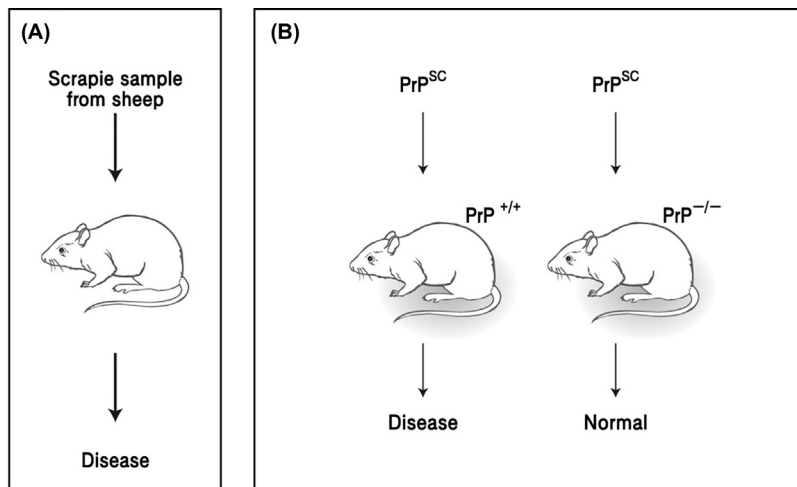 (A)
Scrapie sample
from sheep
Disease
(B)
PrP^SC
PrP^SC
PrP ^+/+
PrP^−/−
Disease
Normal